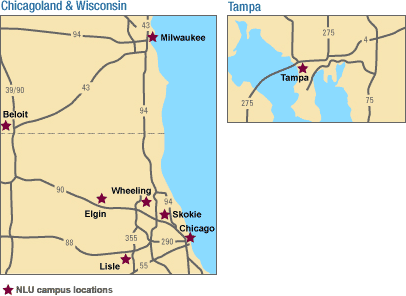 Chicagoland & Wisconsin
43
94
Milwaukee
39/90
43
94
Beloit
90
Wheeling
94
Elgin
Skokie
Chicago
88
355
290
Lisle
55
NLU campus locations
Tampa
275
4
Tampa
275
75